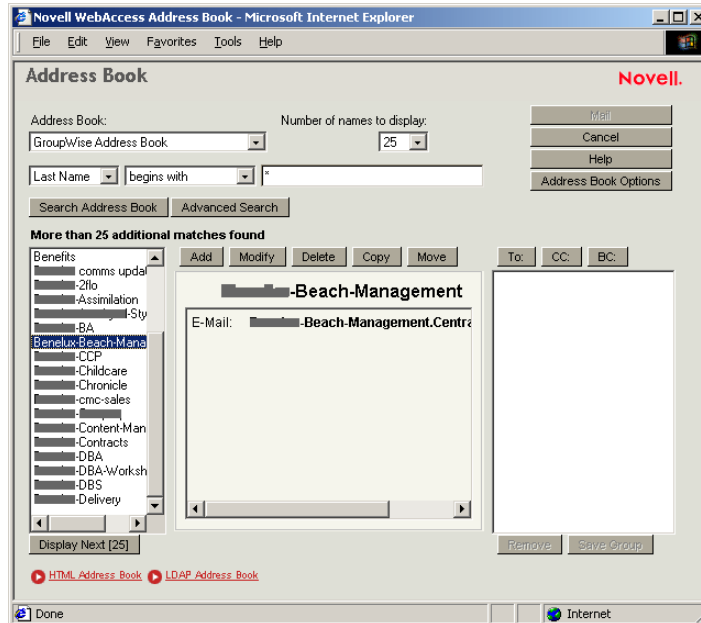 Novell WebAccess Address Book - Microsoft Internet Explorer
File Edit View Favorites Tools Help
Address Book
Novell.
Address Book:
Number of names to display:
GroupWise Address Book
25
Mail
Cancel
Help
Address Book Options
Last Name
begins with
*
Search Address Book
Advanced Search
More than 25 additional matches found
Benefits
comms updat
-2flo
-Assimilation
-Sty
-BA
Benelux-Beach-Mana
-CCP
-Childcare
-Chronicle
-cmc-sales
-Content-Man
-Contracts
-DBA
-DBA-Worksh
-DBS
-Delivery
Display Next [25]
Add Modify Delete Copy Move
-Beach-Management
E-Mail: -Beach-Management.Centra
To: CC: BC:
Remove Save Group
HTML Address Book LDAP Address Book
Done
Internet